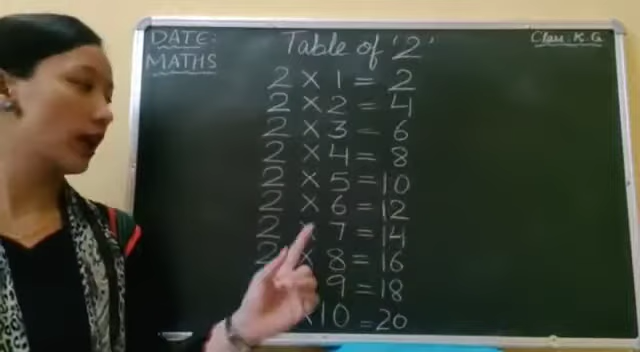 DATE:
MATHS
Table of '2'
Class: K.G
2 × 1 = 2
2 × 2 = 4
2 × 3 = 6
2 × 4 = 8
2 × 5 = 10
2 × 6 = 12
2 × 7 = 14
2 × 8 = 16
9 = 18
× 10 = 20